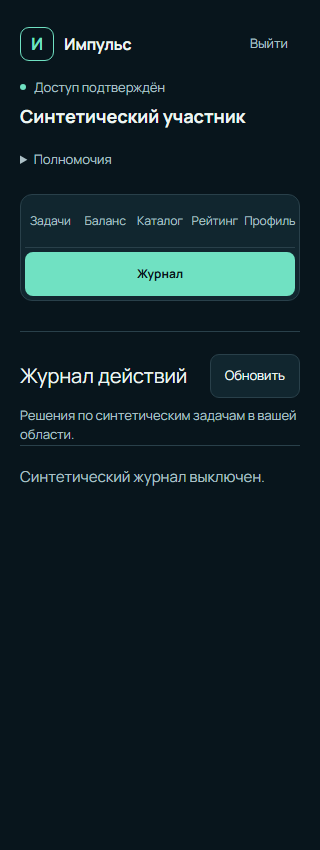 И Импульс Выйти
Доступ подтверждён
Синтетический участник
Полномочия
Задачи Баланс Каталог Рейтинг Профиль
Журнал
Журнал действий Обновить
Решения по синтетическим задачам в вашей
области.
Синтетический журнал выключен.